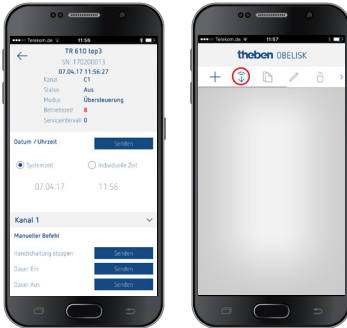 Telekom.de
11:56
TR 610 top3
SN: 170200013
07.04.17 11:56:27
Kanal C1
Status Aus
Modus Übersteuerung
Betriebszeit 8
Serviceintervall 0
Datum / Uhrzeit Senden
Systemzeit Individuelle Zeit
07.04.17 11:56
Kanal 1
Manueller Befehl
Handschaltung stoppen Senden
Dauer Ein Senden
Dauer Aus Senden
Telekom.de
11:57
theben OBELISK